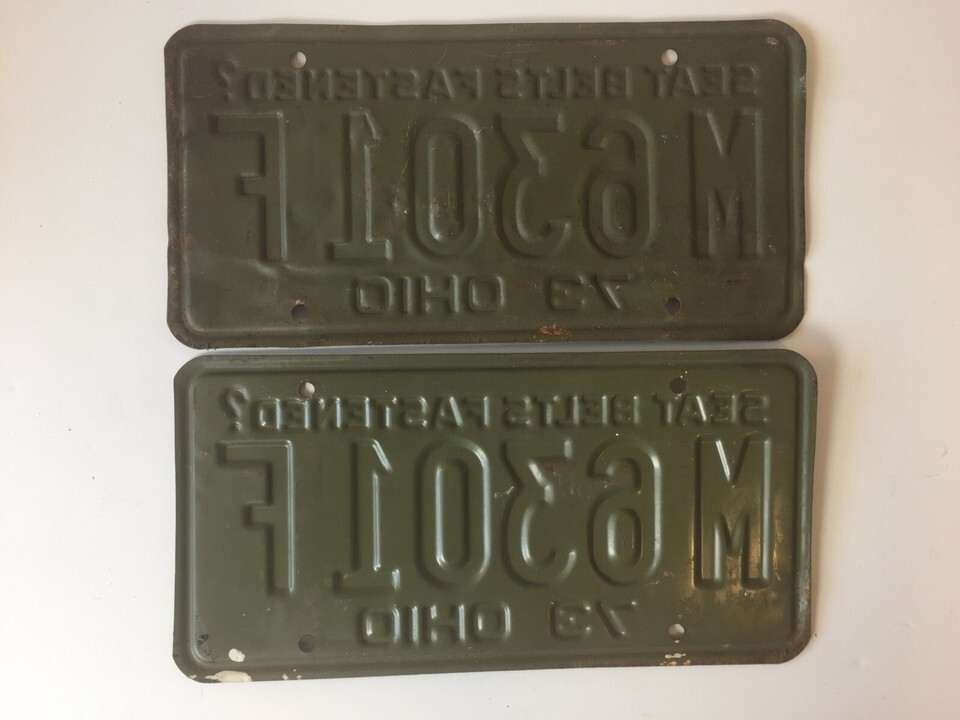 SEAT BELTS FASTENED?
M6301F
73 OHIO
SEAT BELTS FASTENED?
M6301F
73 OHIO